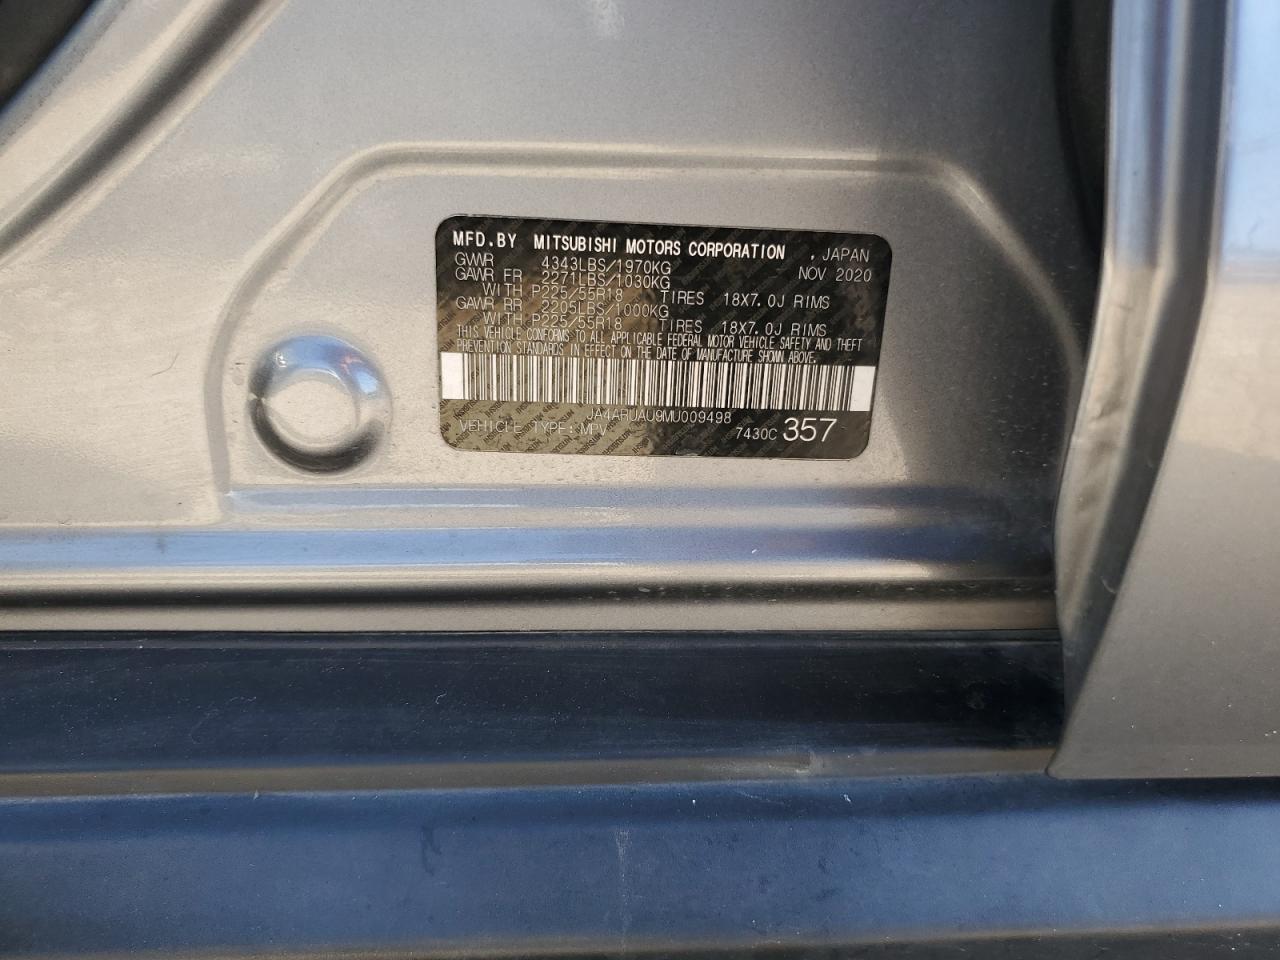 MFD.BY MITSUBISHI MOTORS CORPORATION , JAPAN
GVWR 4343LBS/1970KG NOV 2020
GAWR FR 2271LBS/1030KG
WITH P225/55R18 TIRES 18X7.0J RIMS
GAWR RR 2205LBS/1000KG
WITH P225/55R18 TIRES 18X7.0J RIMS
THIS VEHICLE CONFORMS TO ALL APPLICABLE FEDERAL MOTOR VEHICLE SAFETY AND THEFT
PREVENTION STANDARDS IN EFFECT ON THE DATE OF MANUFACTURE SHOWN ABOVE.
JA4ARUAU9MU009498
VEHICLE TYPE:MPV 7430C 357